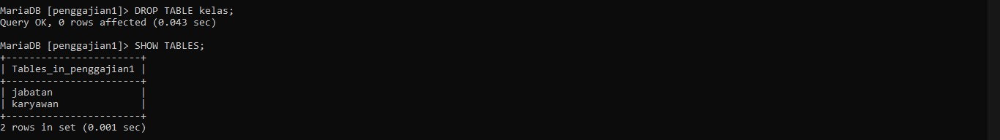 MariaDB [penggajian1]> DROP TABLE kelas;
Query OK, 0 rows affected (0.043 sec)
MariaDB [penggajian1]> SHOW TABLES;
+-----------------------+
| Tables_in_penggajian1 |
+-----------------------+
| jabatan               |
| karyawan              |
+-----------------------+
2 rows in set (0.001 sec)